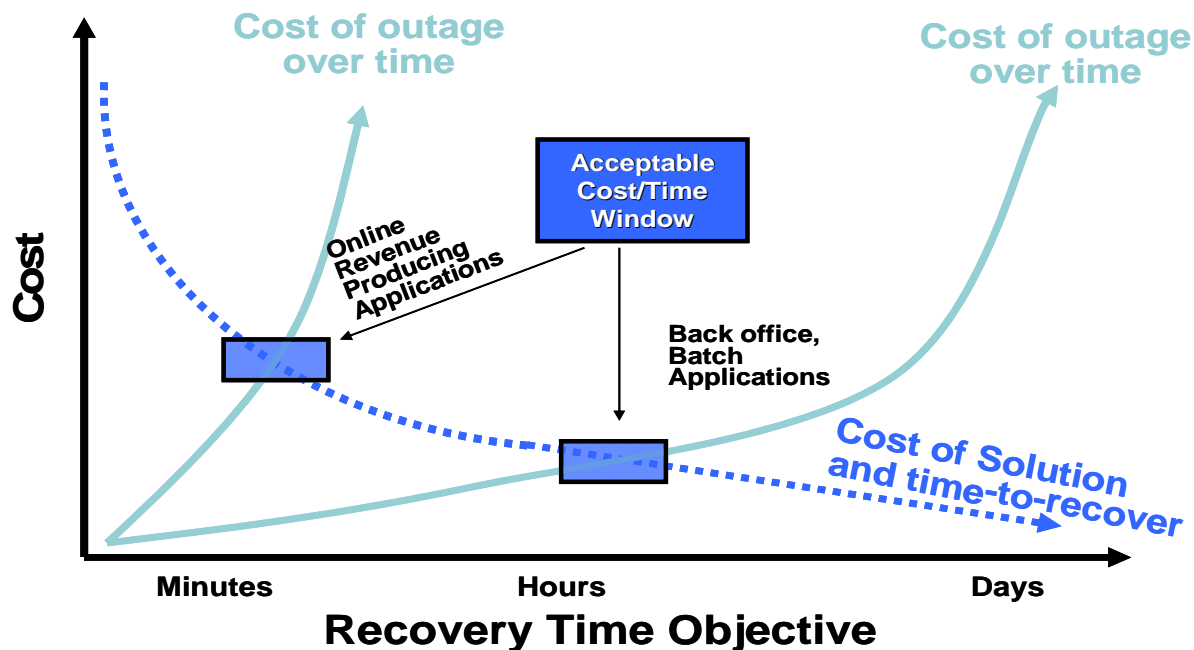 Cost of outage
over time
Cost of outage
over time
Acceptable
Cost/Time
Window
Online
Revenue
Producing
Applications
Back office,
Batch
Applications
Cost
Cost of Solution
and time-to-recover
Minutes
Hours
Days
Recovery Time Objective